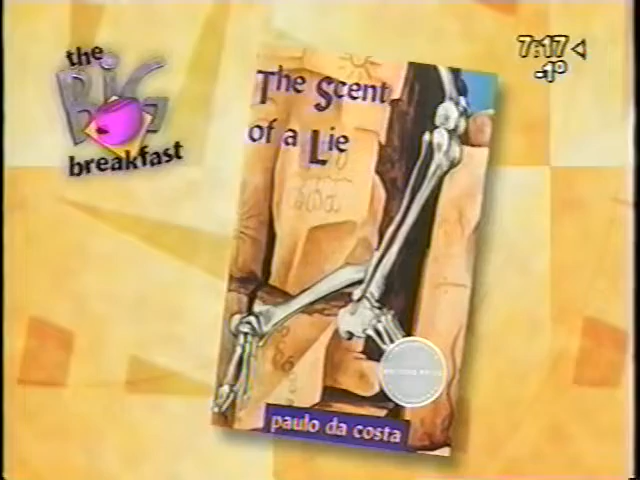 the
BiG
breakfast
7:17
-1°
The Scent
of a Lie
paulo da costa